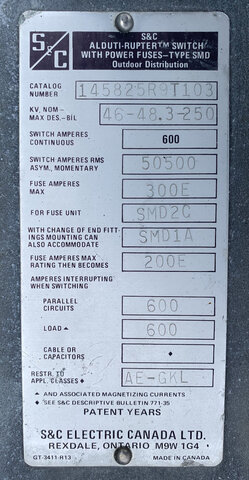 S&C
S&C
ALDUTI-RUPTER™ SWITCH
WITH POWER FUSES–TYPE SMD
Outdoor Distribution
CATALOG NUMBER 145825R9T103
KV, NOM– MAX DES.–BIL 46-48.3-250
SWITCH AMPERES CONTINUOUS 600
SWITCH AMPERES RMS ASYM., MOMENTARY 50500
FUSE AMPERES MAX 300E
FOR FUSE UNIT SMD2C
WITH CHANGE OF END FITTINGS MOUNTING CAN ALSO ACCOMMODATE SMD1A
FUSE AMPERES MAX RATING THEN BECOMES 200E
AMPERES INTERRUPTING WHEN SWITCHING
PARALLEL CIRCUITS 600
LOAD▲ 600
CABLE OR CAPACITORS
RESTR. TO APPL. CLASSES ◆ AE-GKL
▲ AND ASSOCIATED MAGNETIZING CURRENTS
◆ SEE S&C DESCRIPTIVE BULLETIN 771-35
PATENT YEARS
S&C ELECTRIC CANADA LTD.
REXDALE, ONTARIO M9W 1G4
GT-3411 R13 MADE IN CANADA